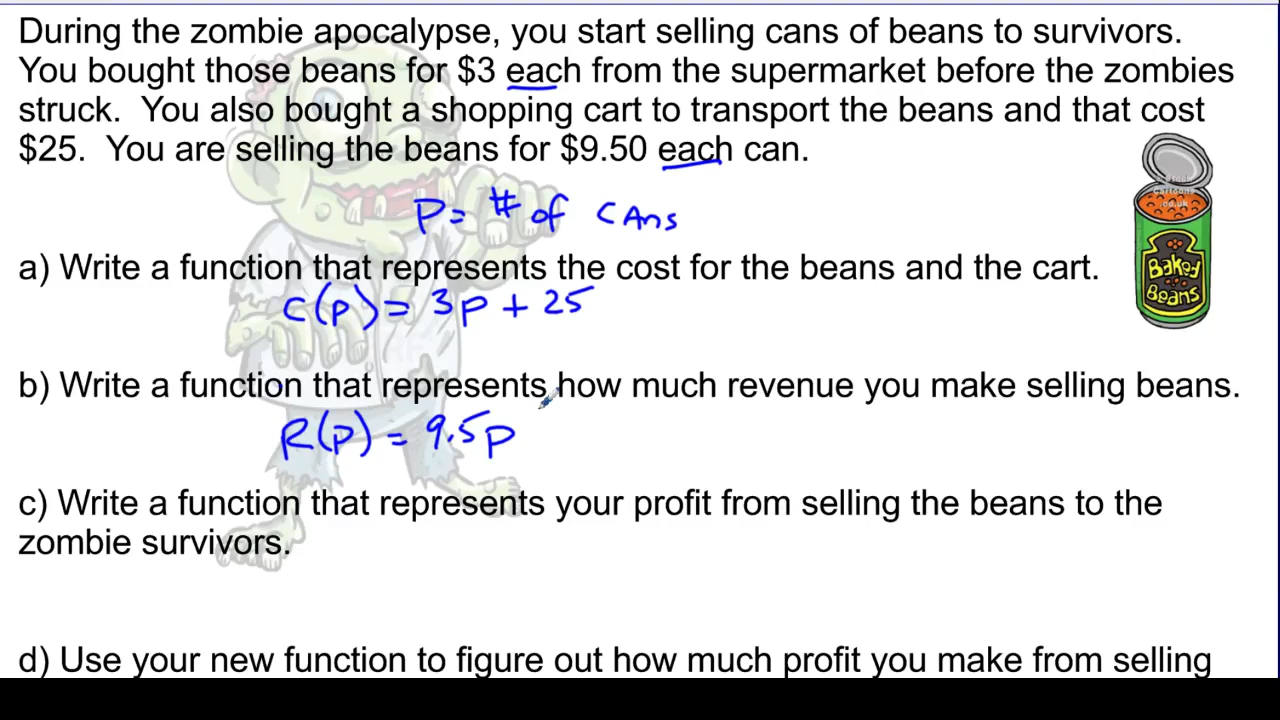 During the zombie apocalypse, you start selling cans of beans to survivors.
You bought those beans for $3 each from the supermarket before the zombies
struck. You also bought a shopping cart to transport the beans and that cost
$25. You are selling the beans for $9.50 each can.
P = # of cAns
a) Write a function that represents the cost for the beans and the cart.
C(p) = 3p + 25
Baked
Beans
b) Write a function that represents how much revenue you make selling beans.
R(p) = 9.5p
c) Write a function that represents your profit from selling the beans to the
zombie survivors.
d) Use your new function to figure out how much profit you make from selling